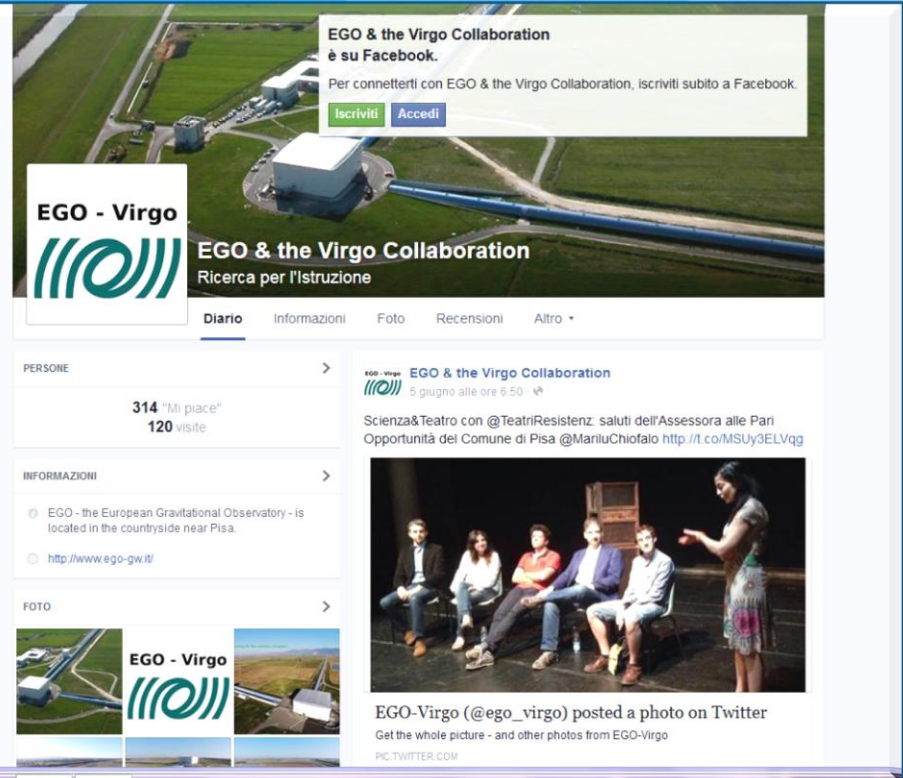 EGO & the Virgo Collaboration
è su Facebook.
Per connetterti con EGO & the Virgo Collaboration, iscriviti subito a Facebook.
Iscriviti Accedi
EGO - Virgo
EGO & the Virgo Collaboration
Ricerca per l'Istruzione
Diario Informazioni Foto Recensioni Altro
PERSONE
314 "Mi piace"
120 visite
INFORMAZIONI
EGO - the European Gravitational Observatory - is
located in the countryside near Pisa.
http://www.ego-gw.it/
FOTO
EGO - Virgo
EGO - Virgo
EGO & the Virgo Collaboration
5 giugno alle ore 6.50
Scienza&Teatro con @TeatriResistenz: saluti dell'Assessora alle Pari
Opportunità del Comune di Pisa @MariluChiofalo http://t.co/MSUy3ELVqg
EGO-Virgo (@ego_virgo) posted a photo on Twitter
Get the whole picture - and other photos from EGO-Virgo
PIC.TWITTER.COM